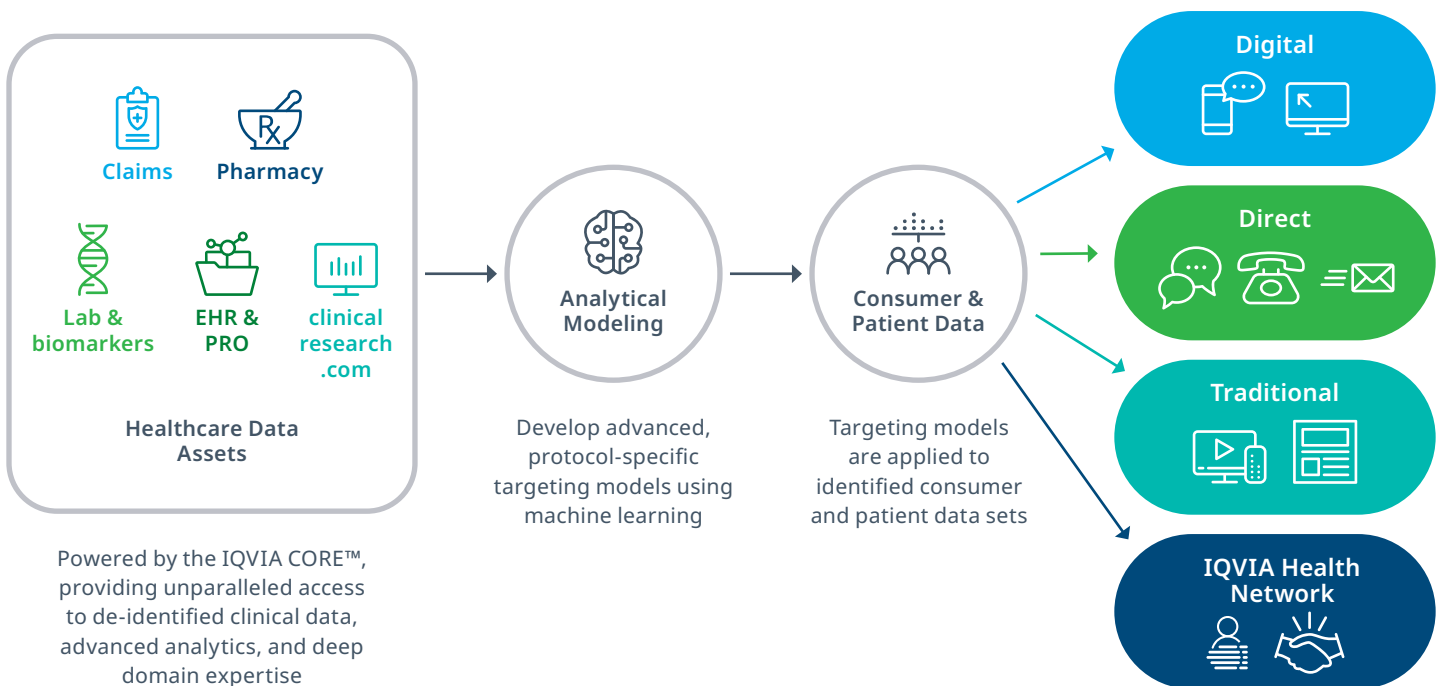 Claims
Pharmacy
Rx
Lab &
biomarkers
EHR &
PRO
clinical
research
.com
Healthcare Data
Assets
Powered by the IQVIA CORE™,
providing unparalleled access
to de-identified clinical data,
advanced analytics, and deep
domain expertise
Analytical
Modeling
Develop advanced,
protocol-specific
targeting models using
machine learning
Consumer &
Patient Data
Targeting models
are applied to
identified consumer
and patient data sets
Digital
Direct
Traditional
IQVIA Health
Network